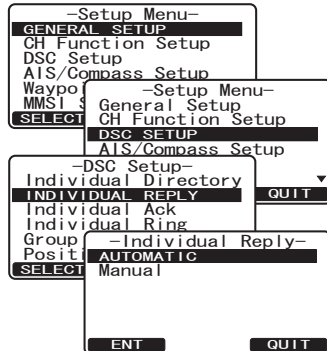 -Setup Menu-
GENERAL SETUP
CH Function Setup
DSC Setup
AIS/Compass Setup
Waypoi
MMSI S
SELECT
-Setup Menu-
General Setup
CH Function Setup
DSC SETUP
AIS/Compass Setup
QUIT
-DSC Setup-
Individual Directory
INDIVIDUAL REPLY
Individual Ack
Individual Ring
Group
Positi
SELECT
-Individual Reply-
AUTOMATIC
Manual
ENT QUIT